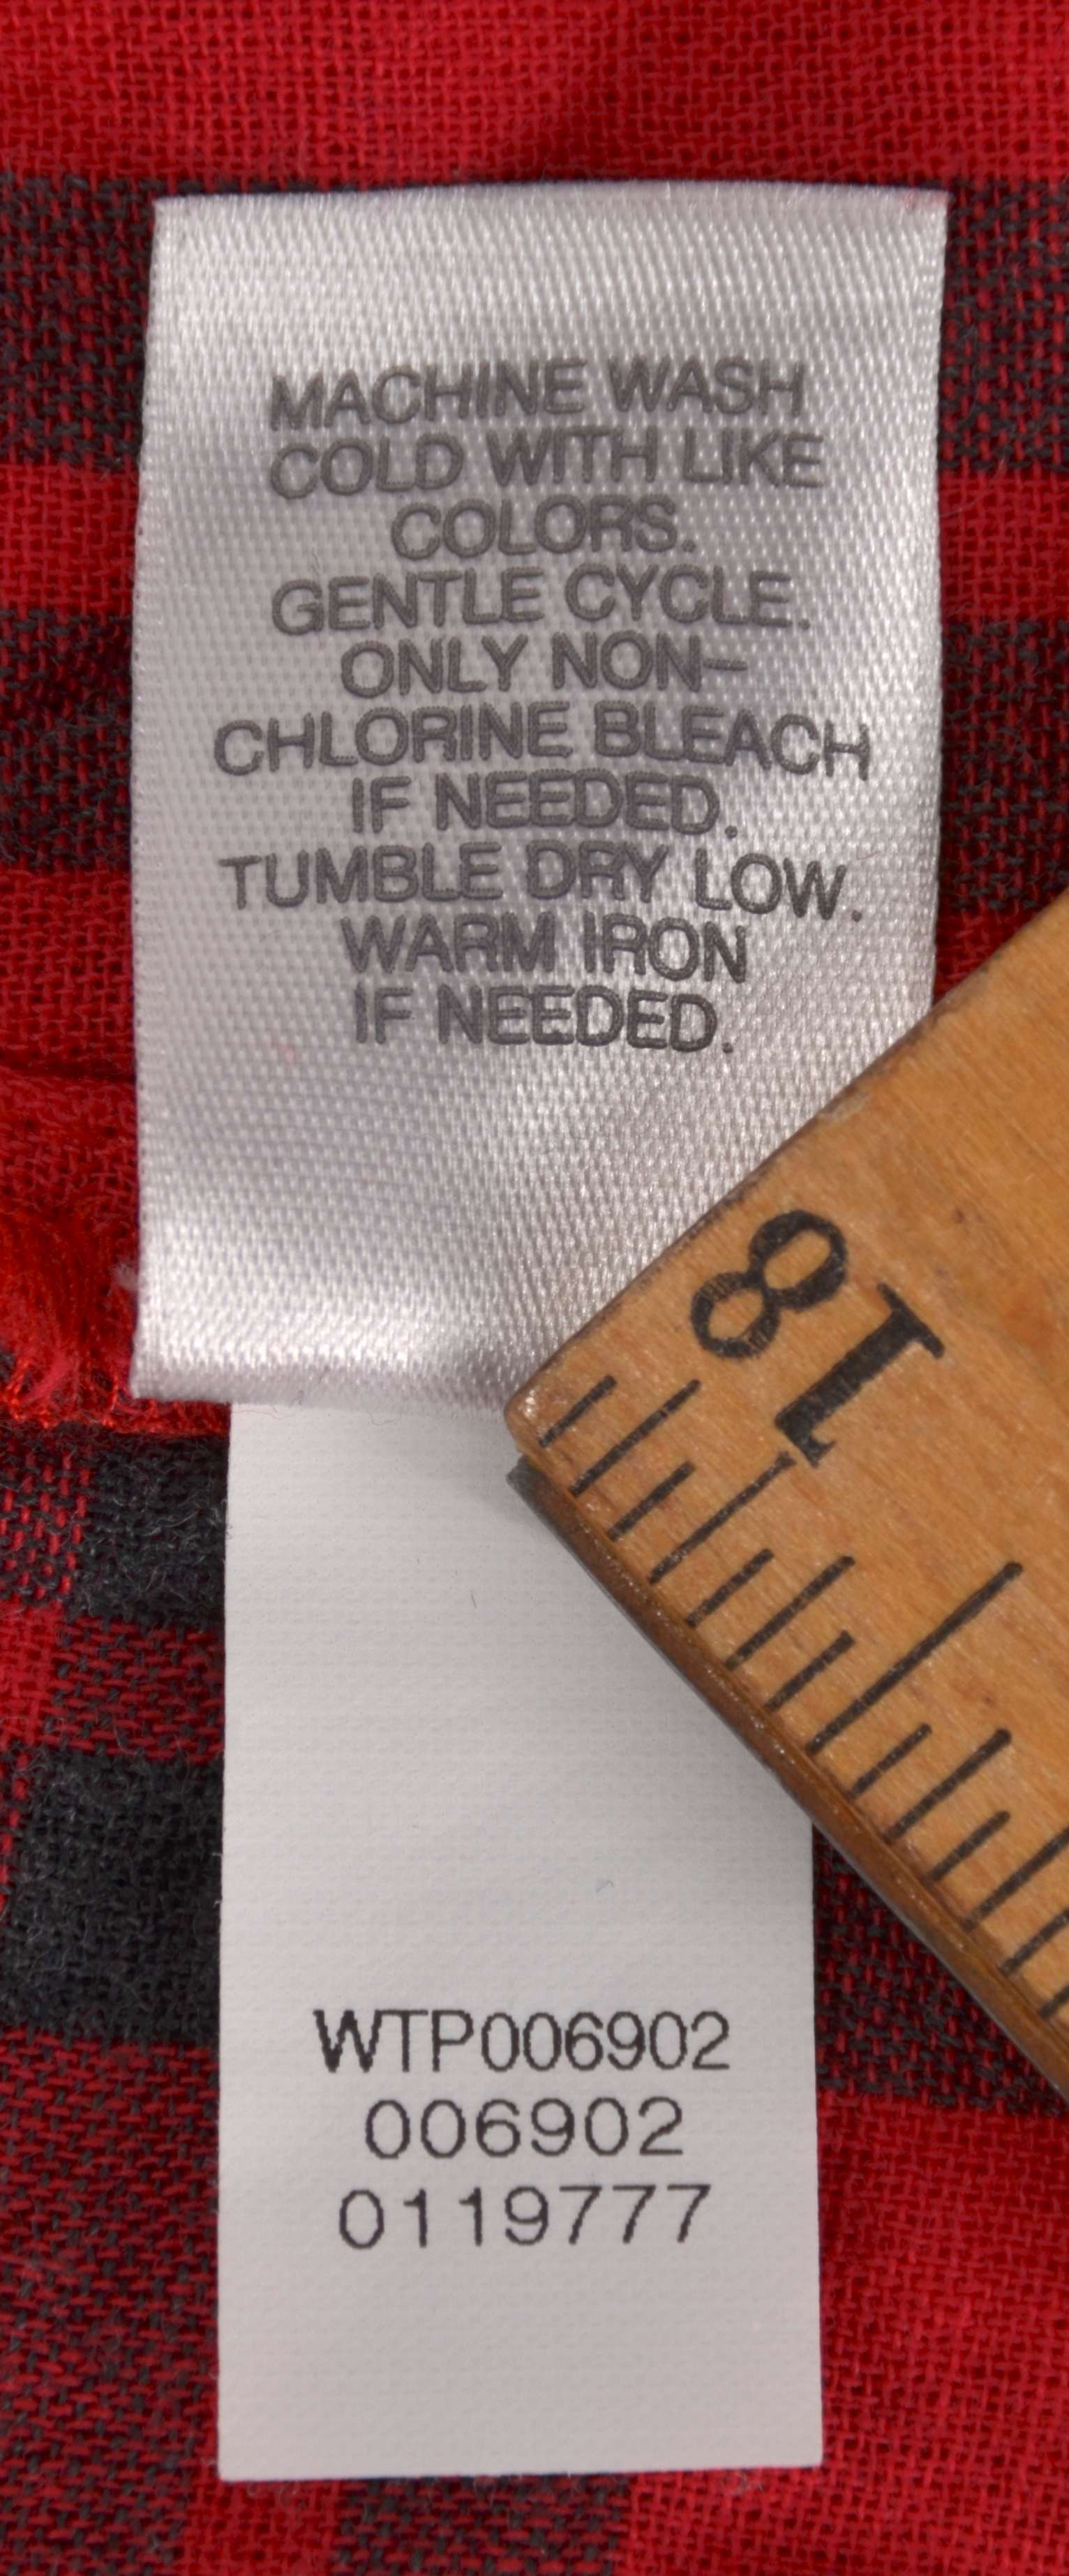 MACHINE WASH
COLD WITH LIKE
COLORS.
GENTLE CYCLE.
ONLY NON-
CHLORINE BLEACH
IF NEEDED.
TUMBLE DRY LOW.
WARM IRON
IF NEEDED.
18
WTP006902
006902
0119777